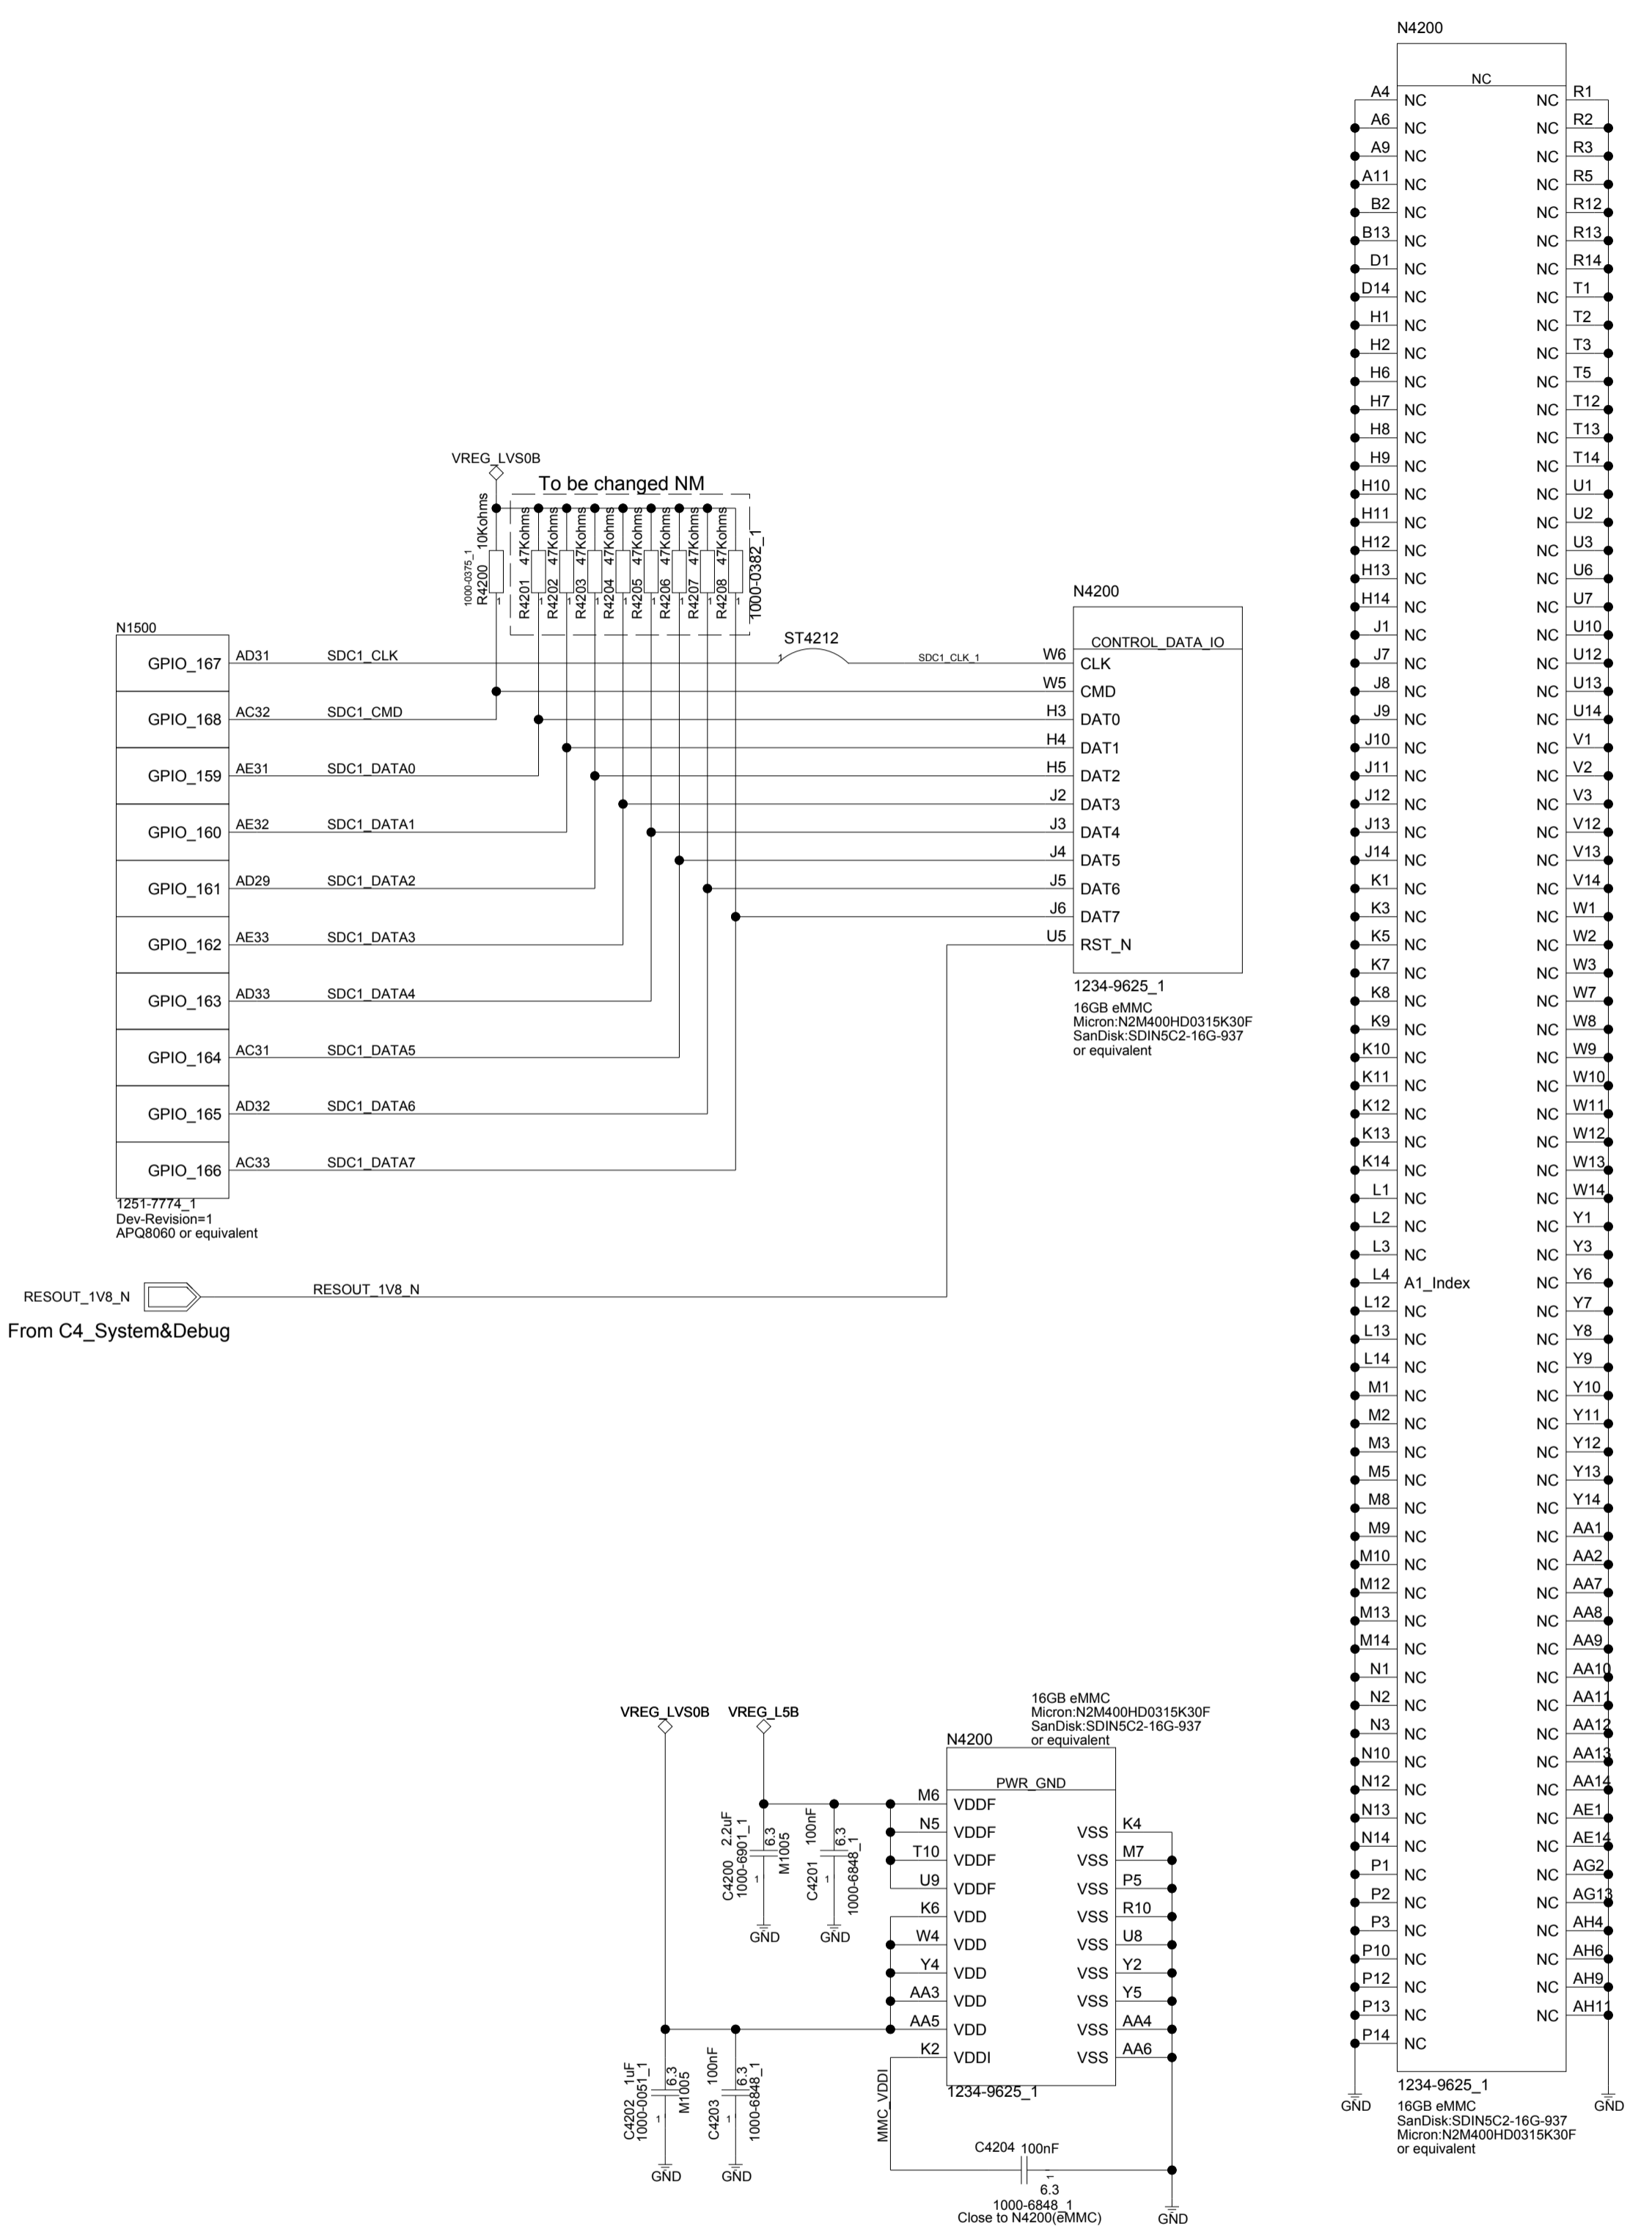 N4200
NC
A4 NC NC R1
A6 NC NC R2
A9 NC NC R3
A11 NC NC R5
B2 NC NC R12
B13 NC NC R13
D1 NC NC R14
D14 NC NC T1
H1 NC NC T2
H2 NC NC T3
H6 NC NC T5
H7 NC NC T12
H8 NC NC T13
H9 NC NC T14
H10 NC NC U1
H11 NC NC U2
H12 NC NC U3
H13 NC NC U6
H14 NC NC U7
J1 NC NC U10
J7 NC NC U12
J8 NC NC U13
J9 NC NC U14
J10 NC NC V1
J11 NC NC V2
J12 NC NC V3
J13 NC NC V12
J14 NC NC V13
K1 NC NC V14
K3 NC NC W1
K5 NC NC W2
K7 NC NC W3
K8 NC NC W7
K9 NC NC W8
K10 NC NC W9
K11 NC NC W10
K12 NC NC W11
K13 NC NC W12
K14 NC NC W13
L1 NC NC W14
L2 NC NC Y1
L3 NC NC Y3
L4 A1_Index NC Y6
L12 NC NC Y7
L13 NC NC Y8
L14 NC NC Y9
M1 NC NC Y10
M2 NC NC Y11
M3 NC NC Y12
M5 NC NC Y13
M8 NC NC Y14
M9 NC NC AA1
M10 NC NC AA2
M12 NC NC AA7
M13 NC NC AA8
M14 NC NC AA9
N1 NC NC AA10
N2 NC NC AA11
N3 NC NC AA12
N10 NC NC AA13
N12 NC NC AA14
N13 NC NC AE1
N14 NC NC AE14
P1 NC NC AG2
P2 NC NC AG13
P3 NC NC AH4
P10 NC NC AH6
P12 NC NC AH9
P13 NC NC AH11
P14 NC
1234-9625_1
GND
GND
16GB eMMC
SanDisk:SDIN5C2-16G-937
Micron:N2M400HD0315K30F
or equivalent
VREG_LVS0B
To be changed NM
1000-0375_1
R4200 10Kohms
1
R4201 47Kohms
1
R4202 47Kohms
1
R4203 47Kohms
1
R4204 47Kohms
1
R4205 47Kohms
1
R4206 47Kohms
1
R4207 47Kohms
1
R4208 47Kohms
1
1000-0382_1
N1500
GPIO_167 AD31 SDC1_CLK
GPIO_168 AC32 SDC1_CMD
GPIO_159 AE31 SDC1_DATA0
GPIO_160 AE32 SDC1_DATA1
GPIO_161 AD29 SDC1_DATA2
GPIO_162 AE33 SDC1_DATA3
GPIO_163 AD33 SDC1_DATA4
GPIO_164 AC31 SDC1_DATA5
GPIO_165 AD32 SDC1_DATA6
GPIO_166 AC33 SDC1_DATA7
1251-7774_1
Dev-Revision=1
APQ8060 or equivalent
ST4212
1
SDC1_CLK_1
N4200
CONTROL_DATA_IO
W6 CLK
W5 CMD
H3 DAT0
H4 DAT1
H5 DAT2
J2 DAT3
J3 DAT4
J4 DAT5
J5 DAT6
J6 DAT7
U5 RST_N
1234-9625_1
16GB eMMC
Micron:N2M400HD0315K30F
SanDisk:SDIN5C2-16G-937
or equivalent
RESOUT_1V8_N
RESOUT_1V8_N
From C4_System&Debug
VREG_LVS0B
VREG_L5B
16GB eMMC
Micron:N2M400HD0315K30F
SanDisk:SDIN5C2-16G-937
or equivalent
N4200
PWR_GND
M6 VDDF
N5 VDDF VSS K4
T10 VDDF VSS M7
U9 VDDF VSS P5
K6 VDD VSS R10
W4 VDD VSS U8
Y4 VDD VSS Y2
AA3 VDD VSS Y5
AA5 VDD VSS AA4
K2 VDDI VSS AA6
1234-9625_1
C4200 2.2uF
1000-6901_1
1
6.3
M1005
GND
C4201 100nF
1
6.3
1000-6848_1
GND
C4202 1uF
1000-0051_1
1
6.3
M1005
GND
C4203 100nF
1
6.3
1000-6848_1
GND
MMC_VDDI
C4204 100nF
1
6.3
1000-6848_1
Close to N4200(eMMC)
GND